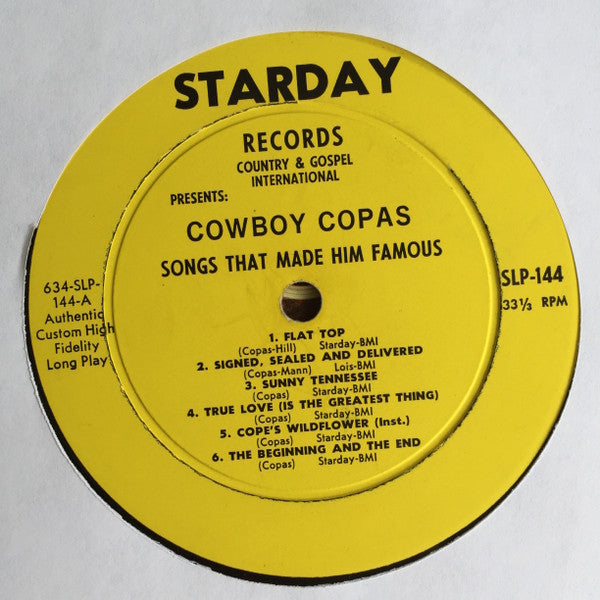 STARDAY
RECORDS
COUNTRY & GOSPEL
INTERNATIONAL
PRESENTS:
COWBOY COPAS
SONGS THAT MADE HIM FAMOUS
634-SLP-
144-A
Authentic
Custom High
Fidelity
Long Play
SLP-144
33⅓ RPM
1. FLAT TOP
(Copas-Hill) Starday-BMI
2. SIGNED, SEALED AND DELIVERED
(Copas-Mann) Lois-BMI
3. SUNNY TENNESSEE
(Copas) Starday-BMI
4. TRUE LOVE (IS THE GREATEST THING)
(Copas) Starday-BMI
5. COPE'S WILDFLOWER (Inst.)
(Copas) Starday-BMI
6. THE BEGINNING AND THE END
(Copas) Starday-BMI